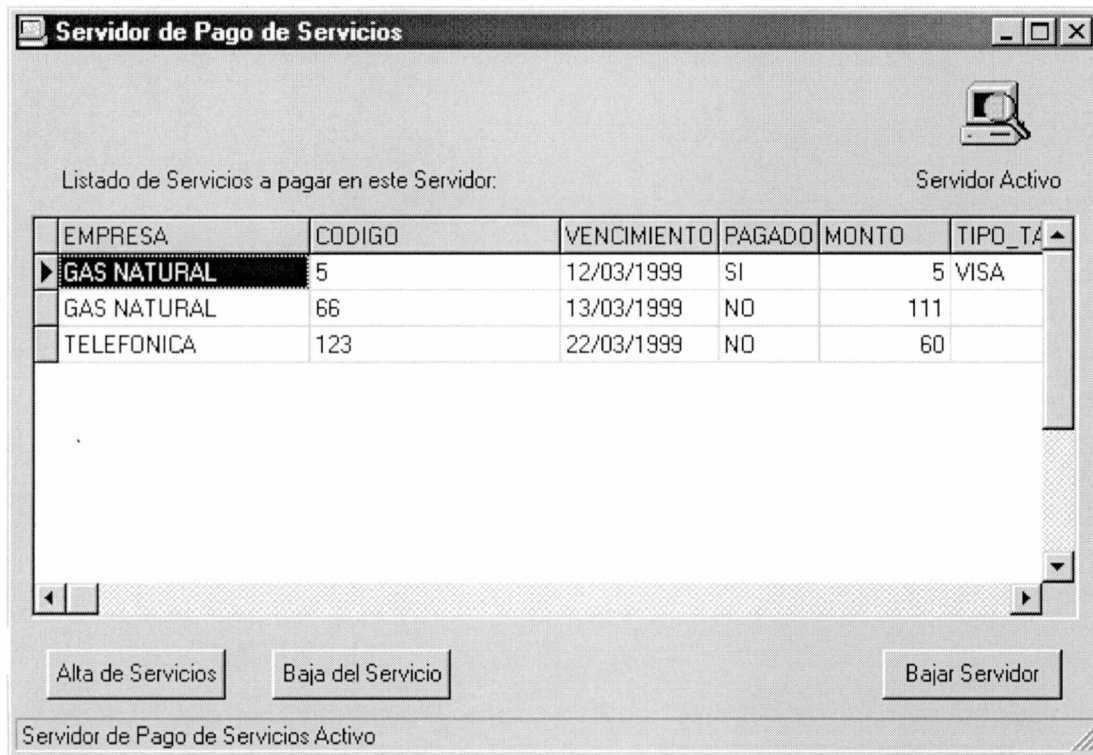 Servidor de Pago de Servicios
Listado de Servicios a pagar en este Servidor:
Servidor Activo
EMPRESA CODIGO VENCIMIENTO PAGADO MONTO TIPO_TA
GAS NATURAL 5 12/03/1999 SI 5 VISA
GAS NATURAL 66 13/03/1999 NO 111
TELEFONICA 123 22/03/1999 NO 60
Alta de Servicios Baja del Servicio Bajar Servidor
Servidor de Pago de Servicios Activo